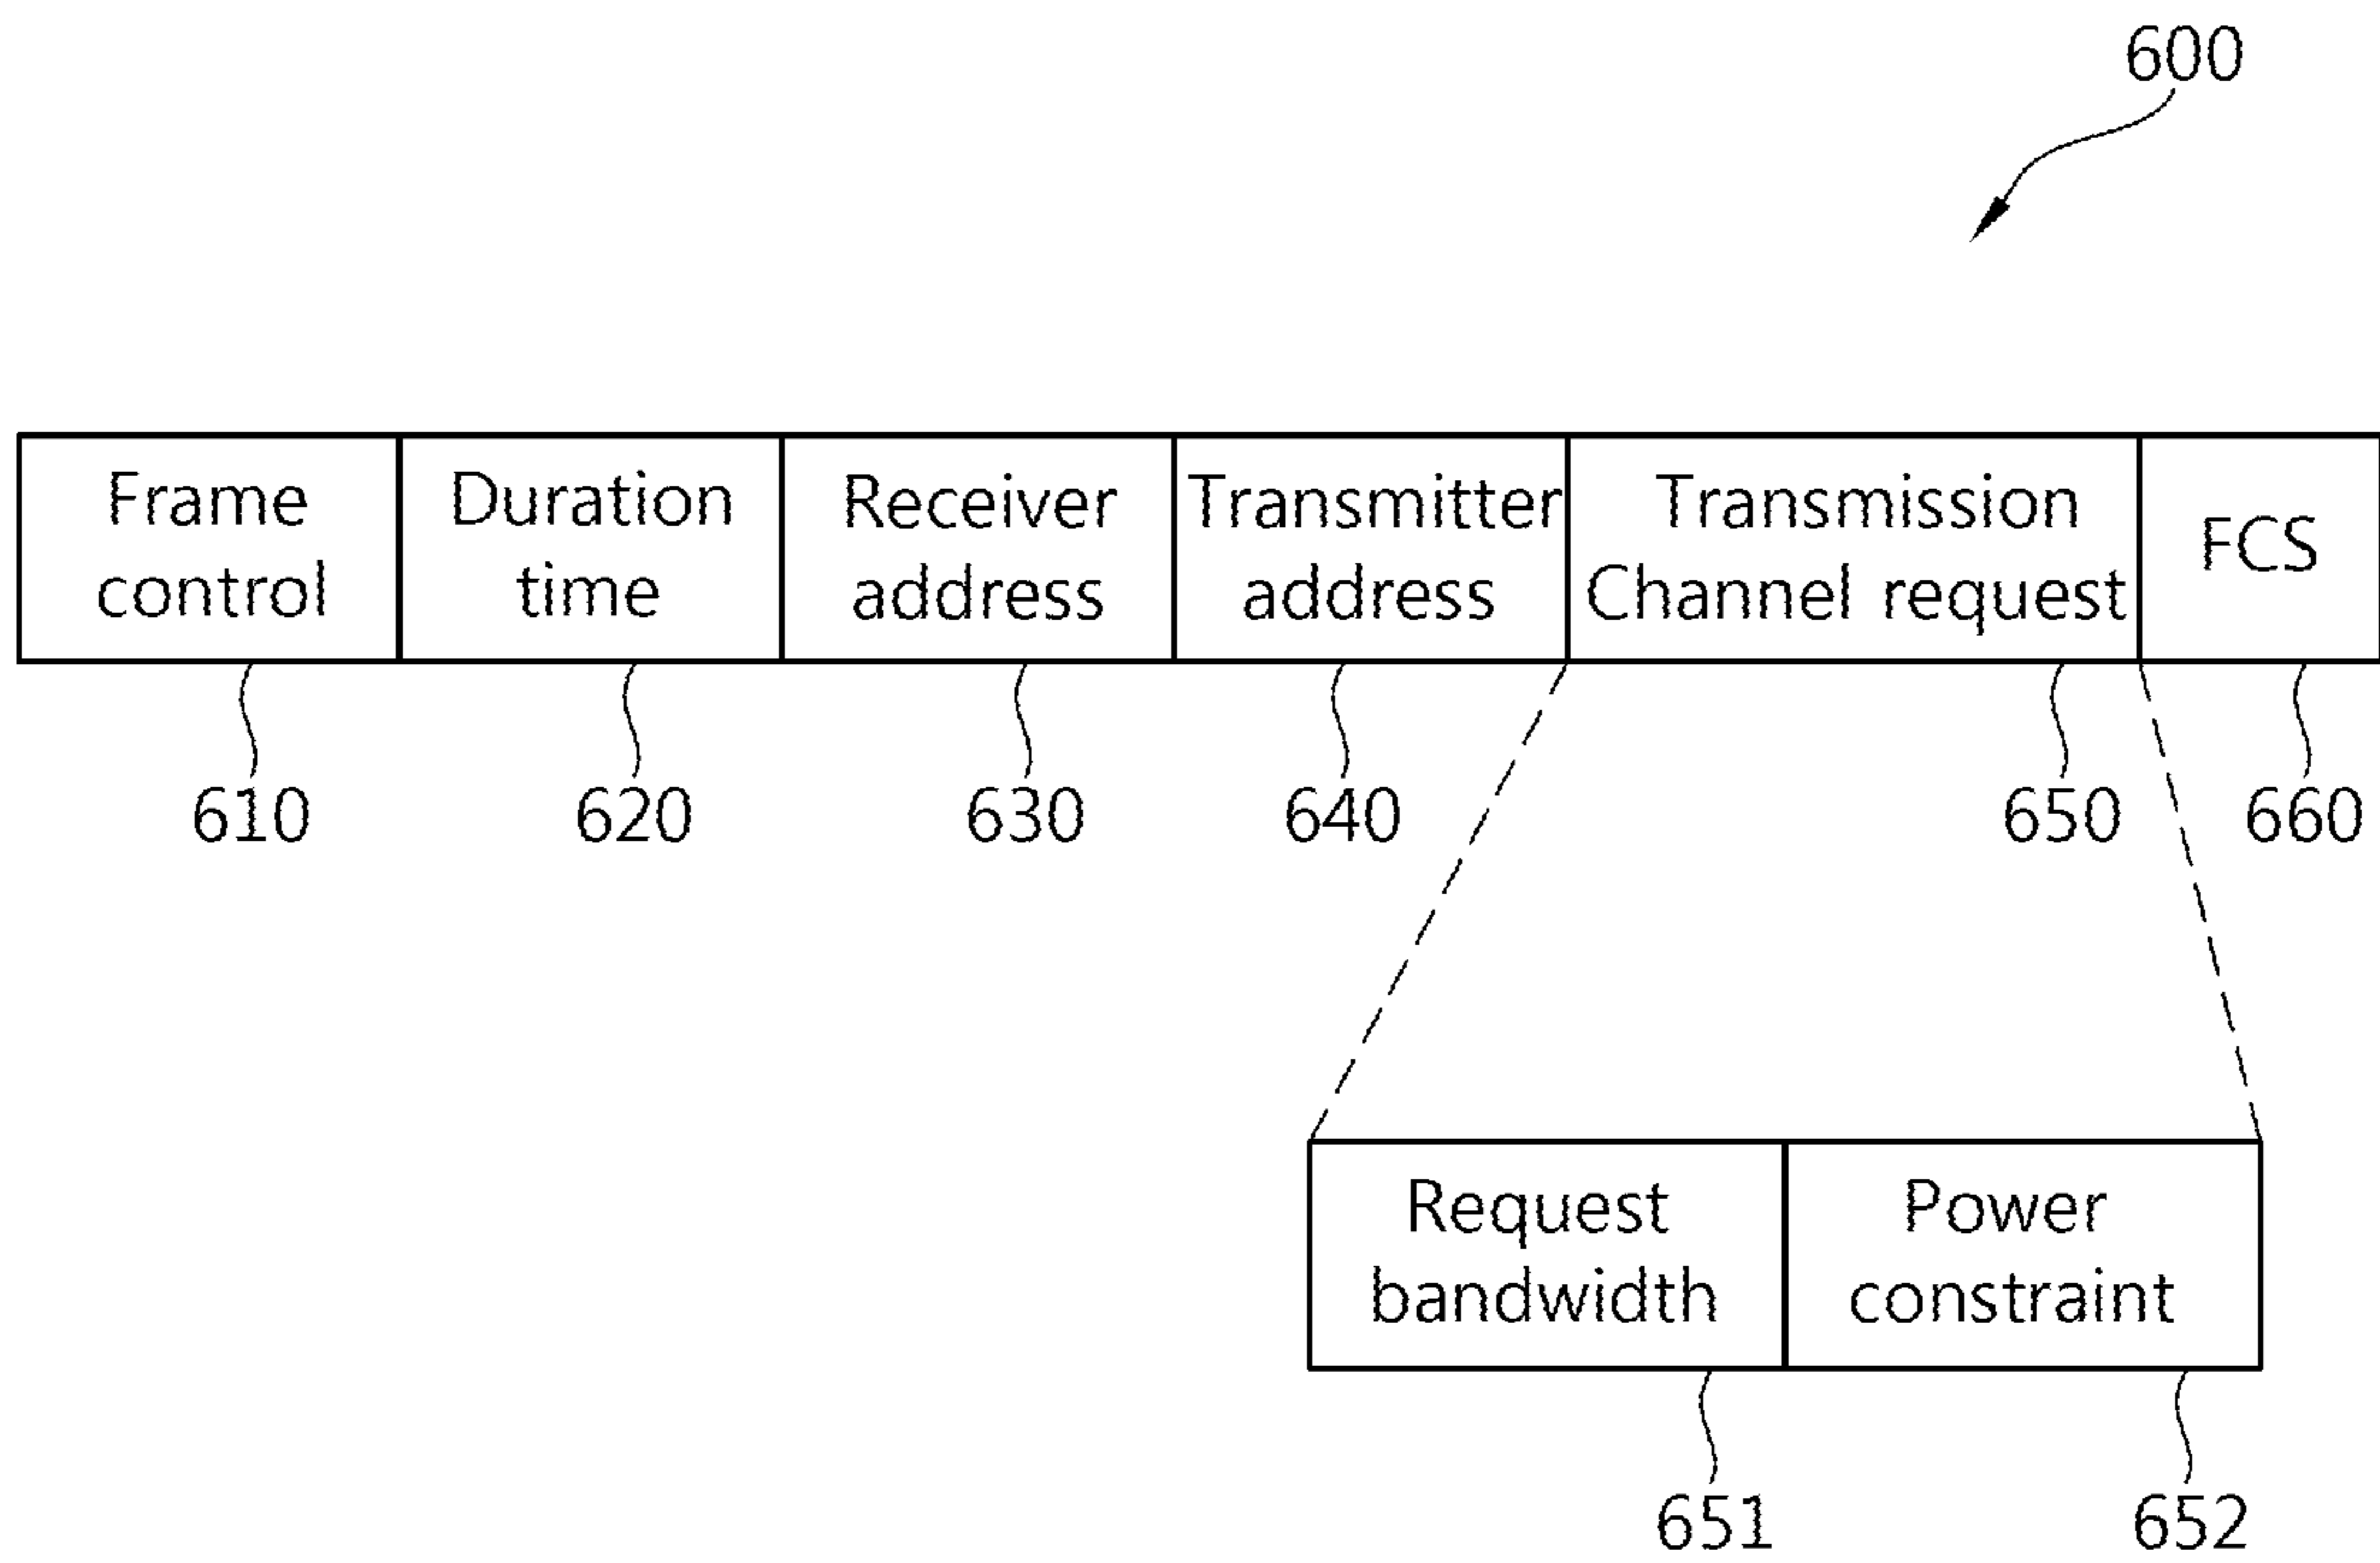 600
Frame
control
Duration
time
Receiver
address
Transmitter
address
Transmission
Channel request
FCS
610
620
630
640
650
660
Request
bandwidth
Power
constraint
651
652